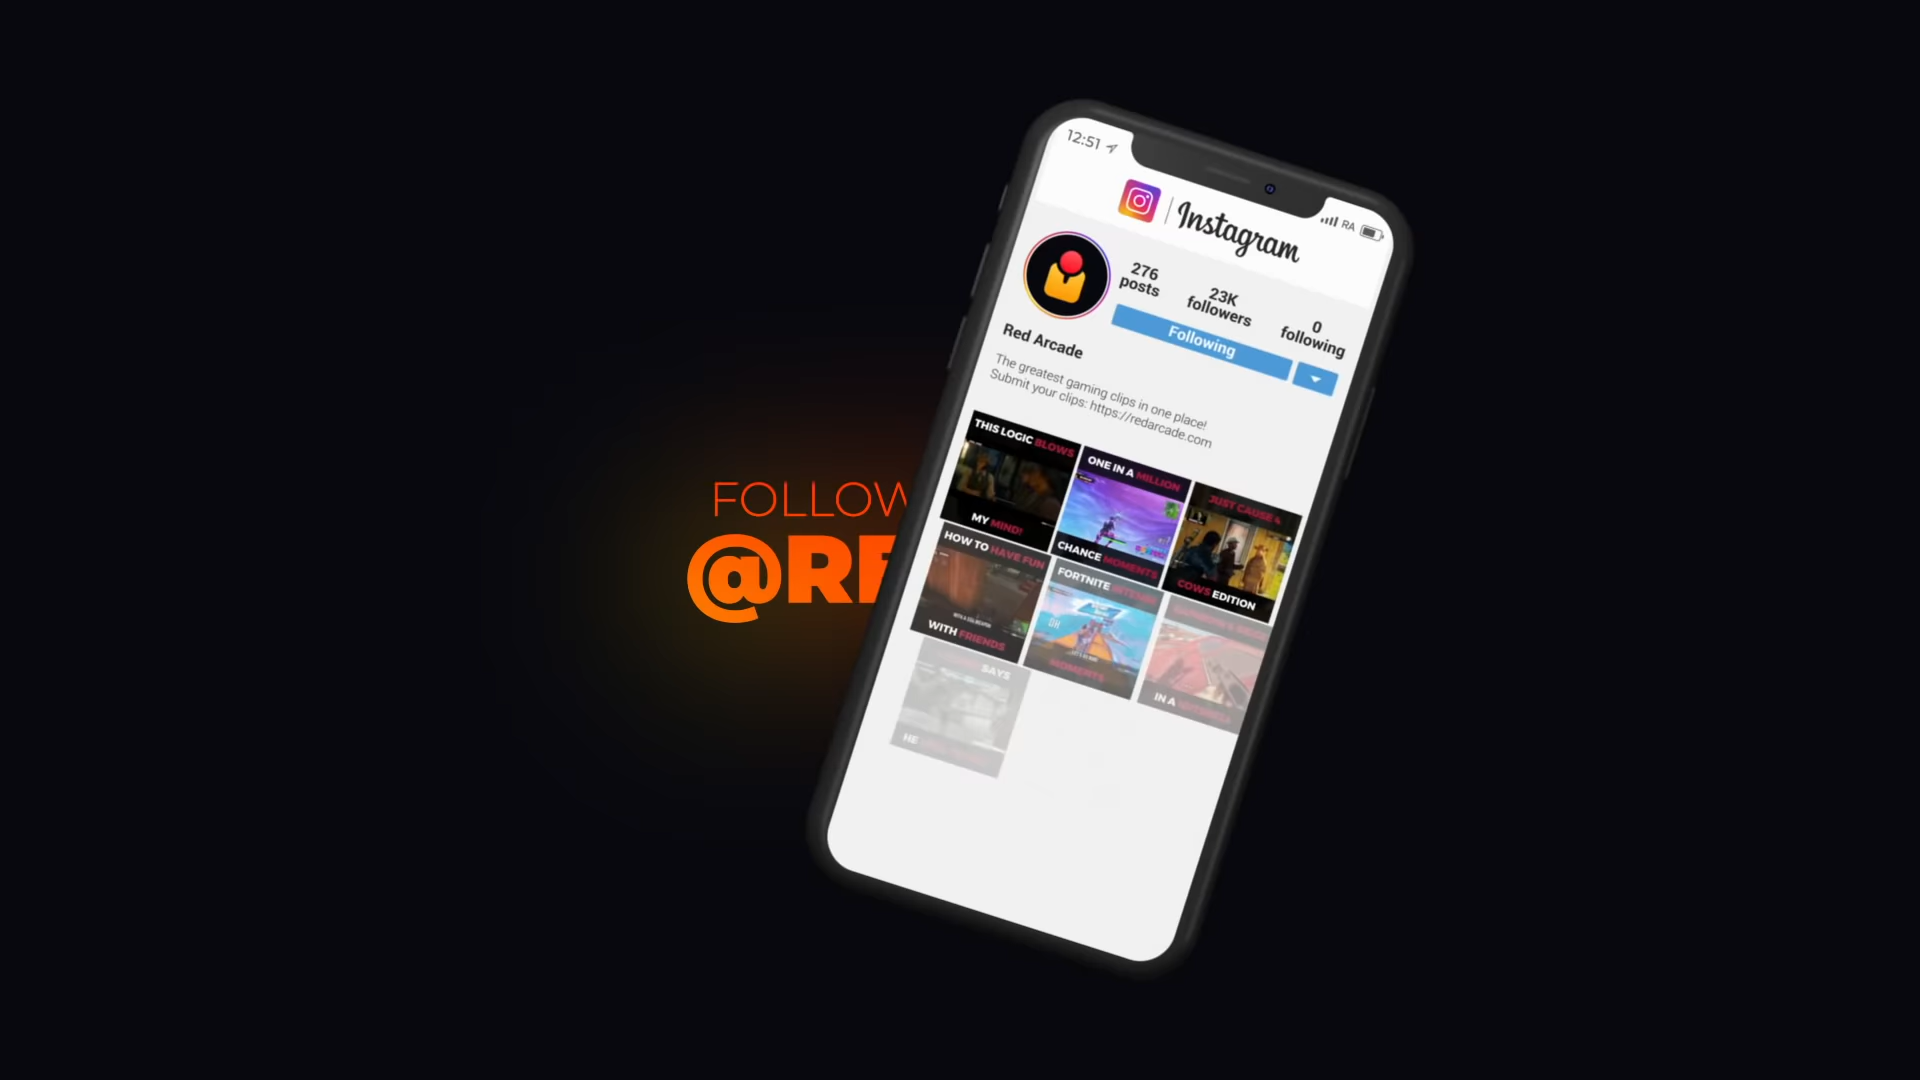 12:51
RA
Instagram
276
posts
23K
followers
0
following
Following
Red Arcade
The greatest gaming clips in one place!
Submit your clips: https://redarcade.com
THIS LOGIC BLOWS
MY MIND!
ONE IN A MILLION
CHANCE MOMENTS
JUST CAUSE 4
COWS EDITION
HOW TO HAVE FUN
WITH FRIENDS
FORTNITE INTENSE
MOMENTS
IN A
SAYS
HE
FOLLOW
@RE